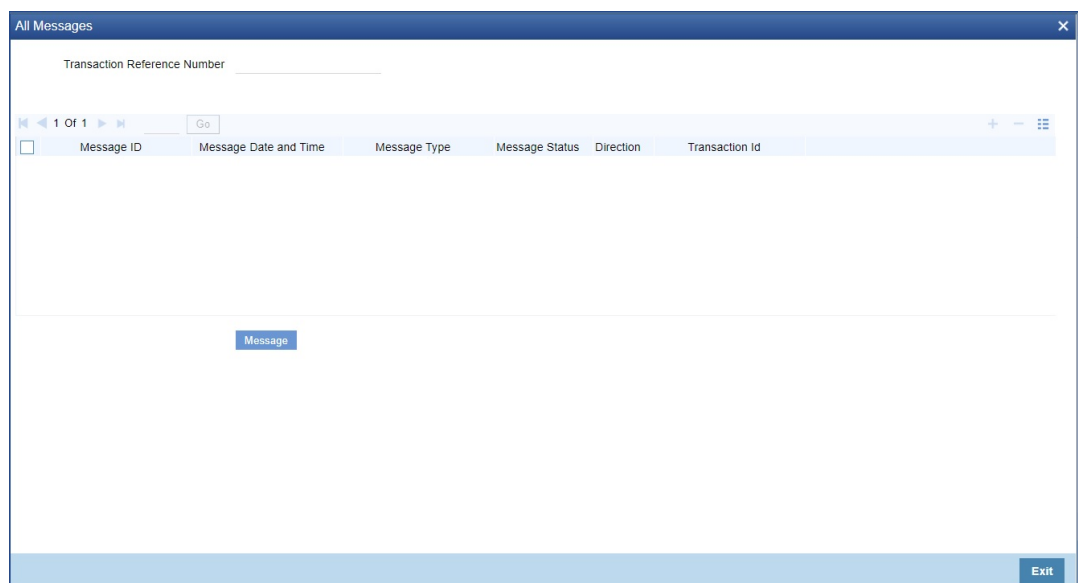 All Messages
Transaction Reference Number
1 Of 1 Go
Message ID Message Date and Time Message Type Message Status Direction Transaction Id
Message
Exit